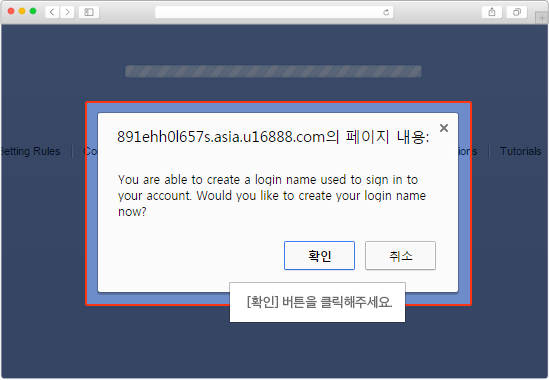 891ehh0l657s.asia.u16888.com의 페이지 내용:
Betting Rules
Tutorials
You are able to create a login name used to sign in to
your account. Would you like to create your login name
now?
확인 취소
[확인] 버튼을 클릭해주세요.